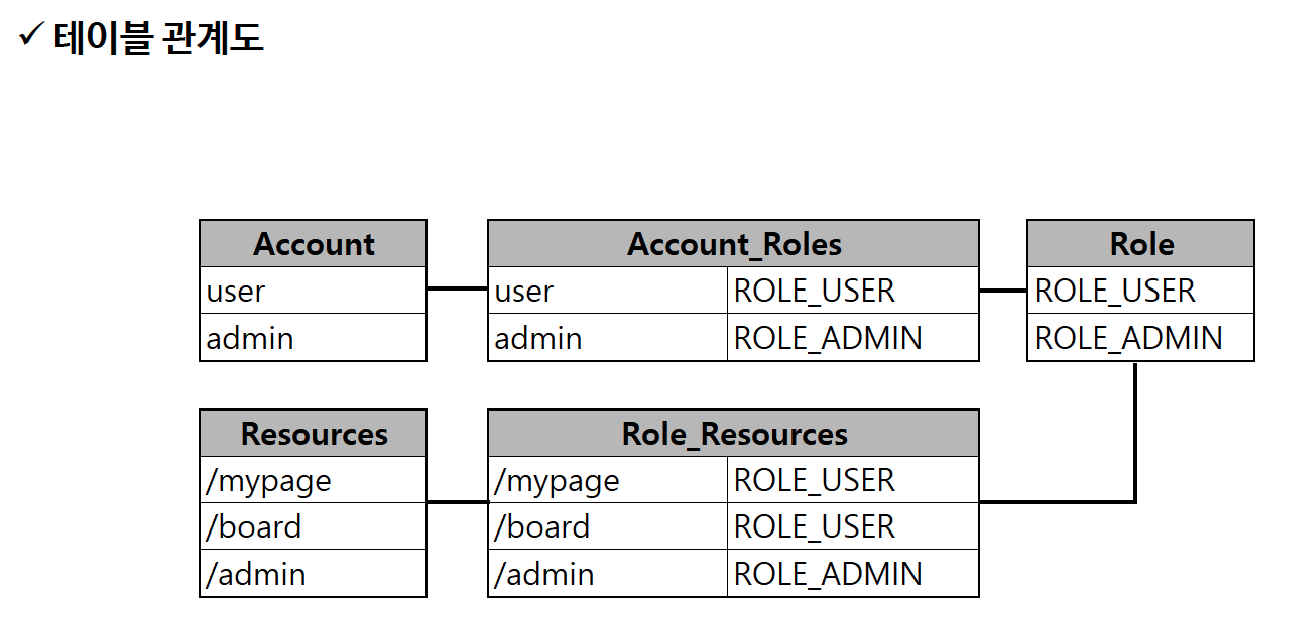 ✓ 테이블 관계도
Account
user
admin
Account_Roles
user ROLE_USER
admin ROLE_ADMIN
Role
ROLE_USER
ROLE_ADMIN
Resources
/mypage
/board
/admin
Role_Resources
/mypage ROLE_USER
/board ROLE_USER
/admin ROLE_ADMIN